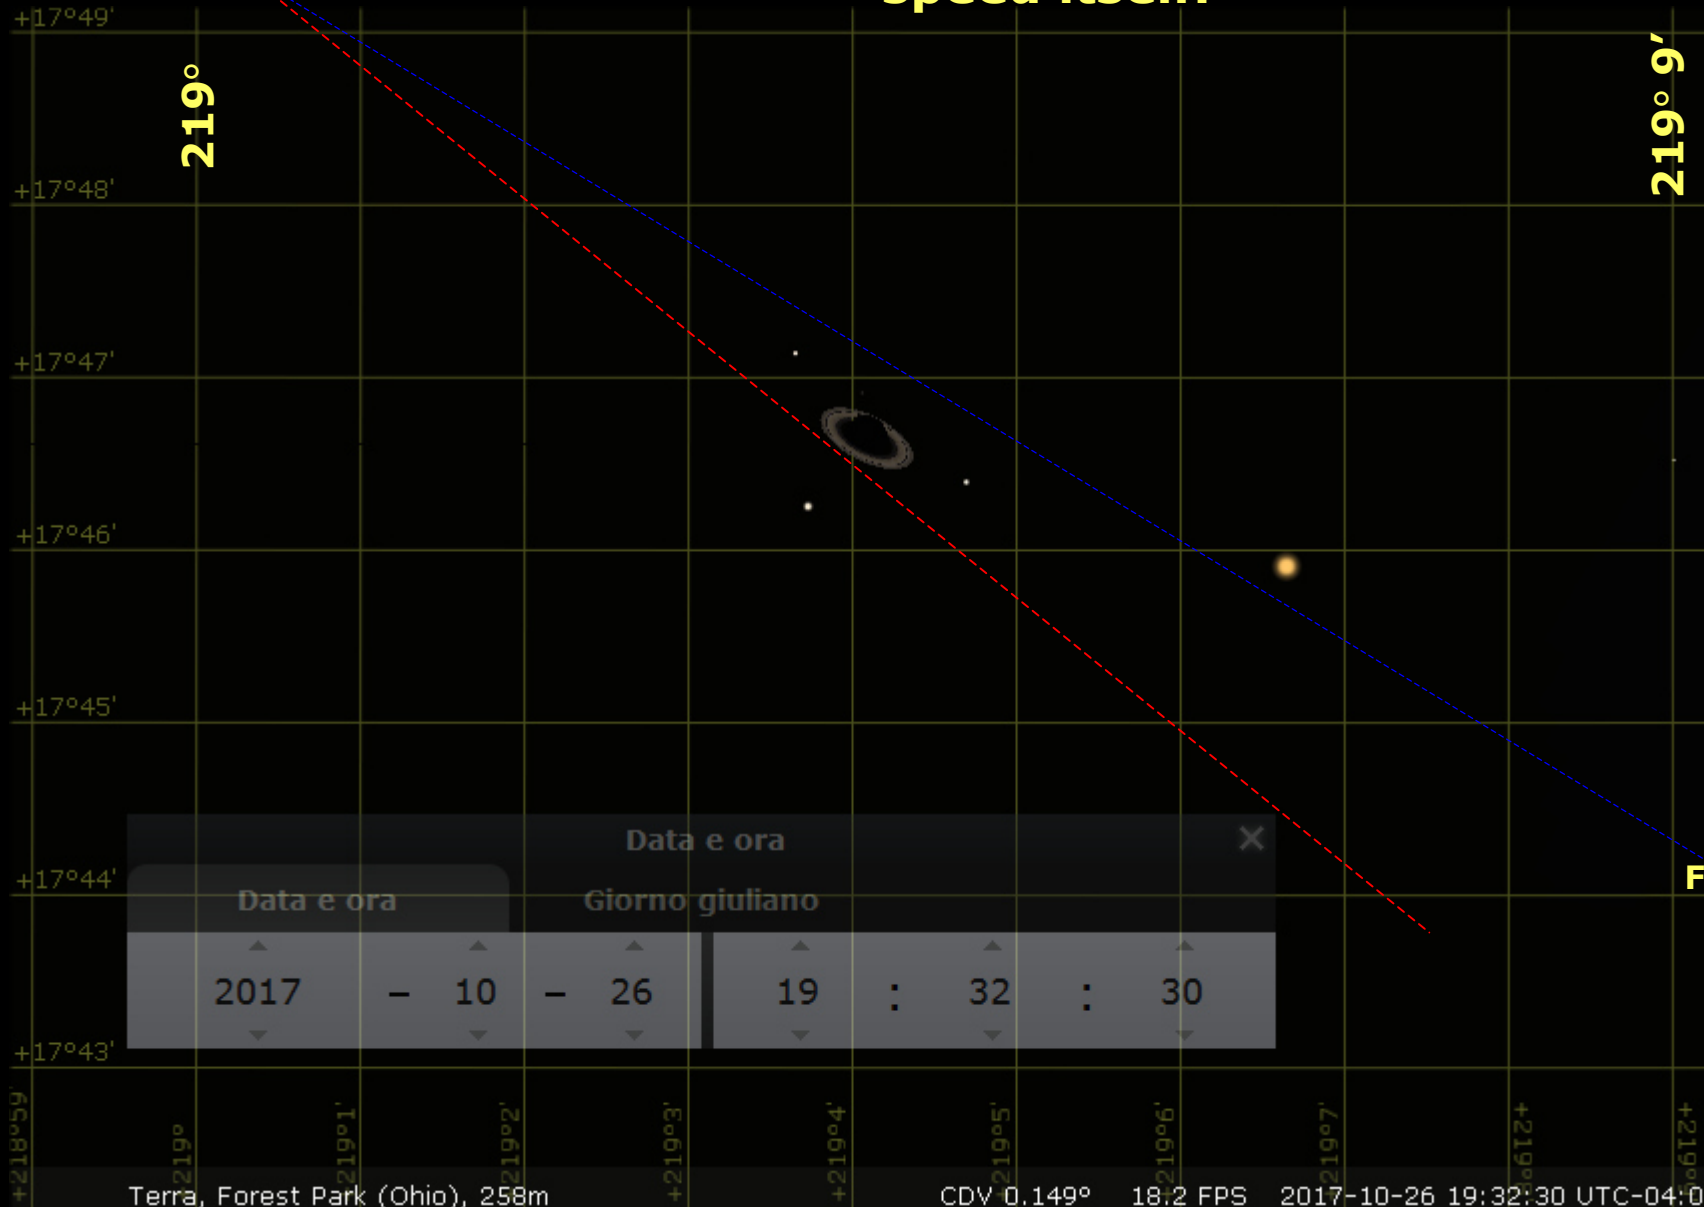 +17°49'
219°
219° 9′
+17°48'
+17°47'
+17°46'
+17°45'
+17°44'
F
+17°43'
Data e ora
Data e ora
Giorno giuliano
2017 – 10 – 26 19 : 32 : 30
+218°59'
+219°
+219°1'
+219°2'
+219°3'
+219°4'
+219°5'
+219°6'
+219°7'
Terra, Forest Park (Ohio), 258m
CDV 0.149° 18.2 FPS 2017-10-26 19:32:30 UTC-04:0